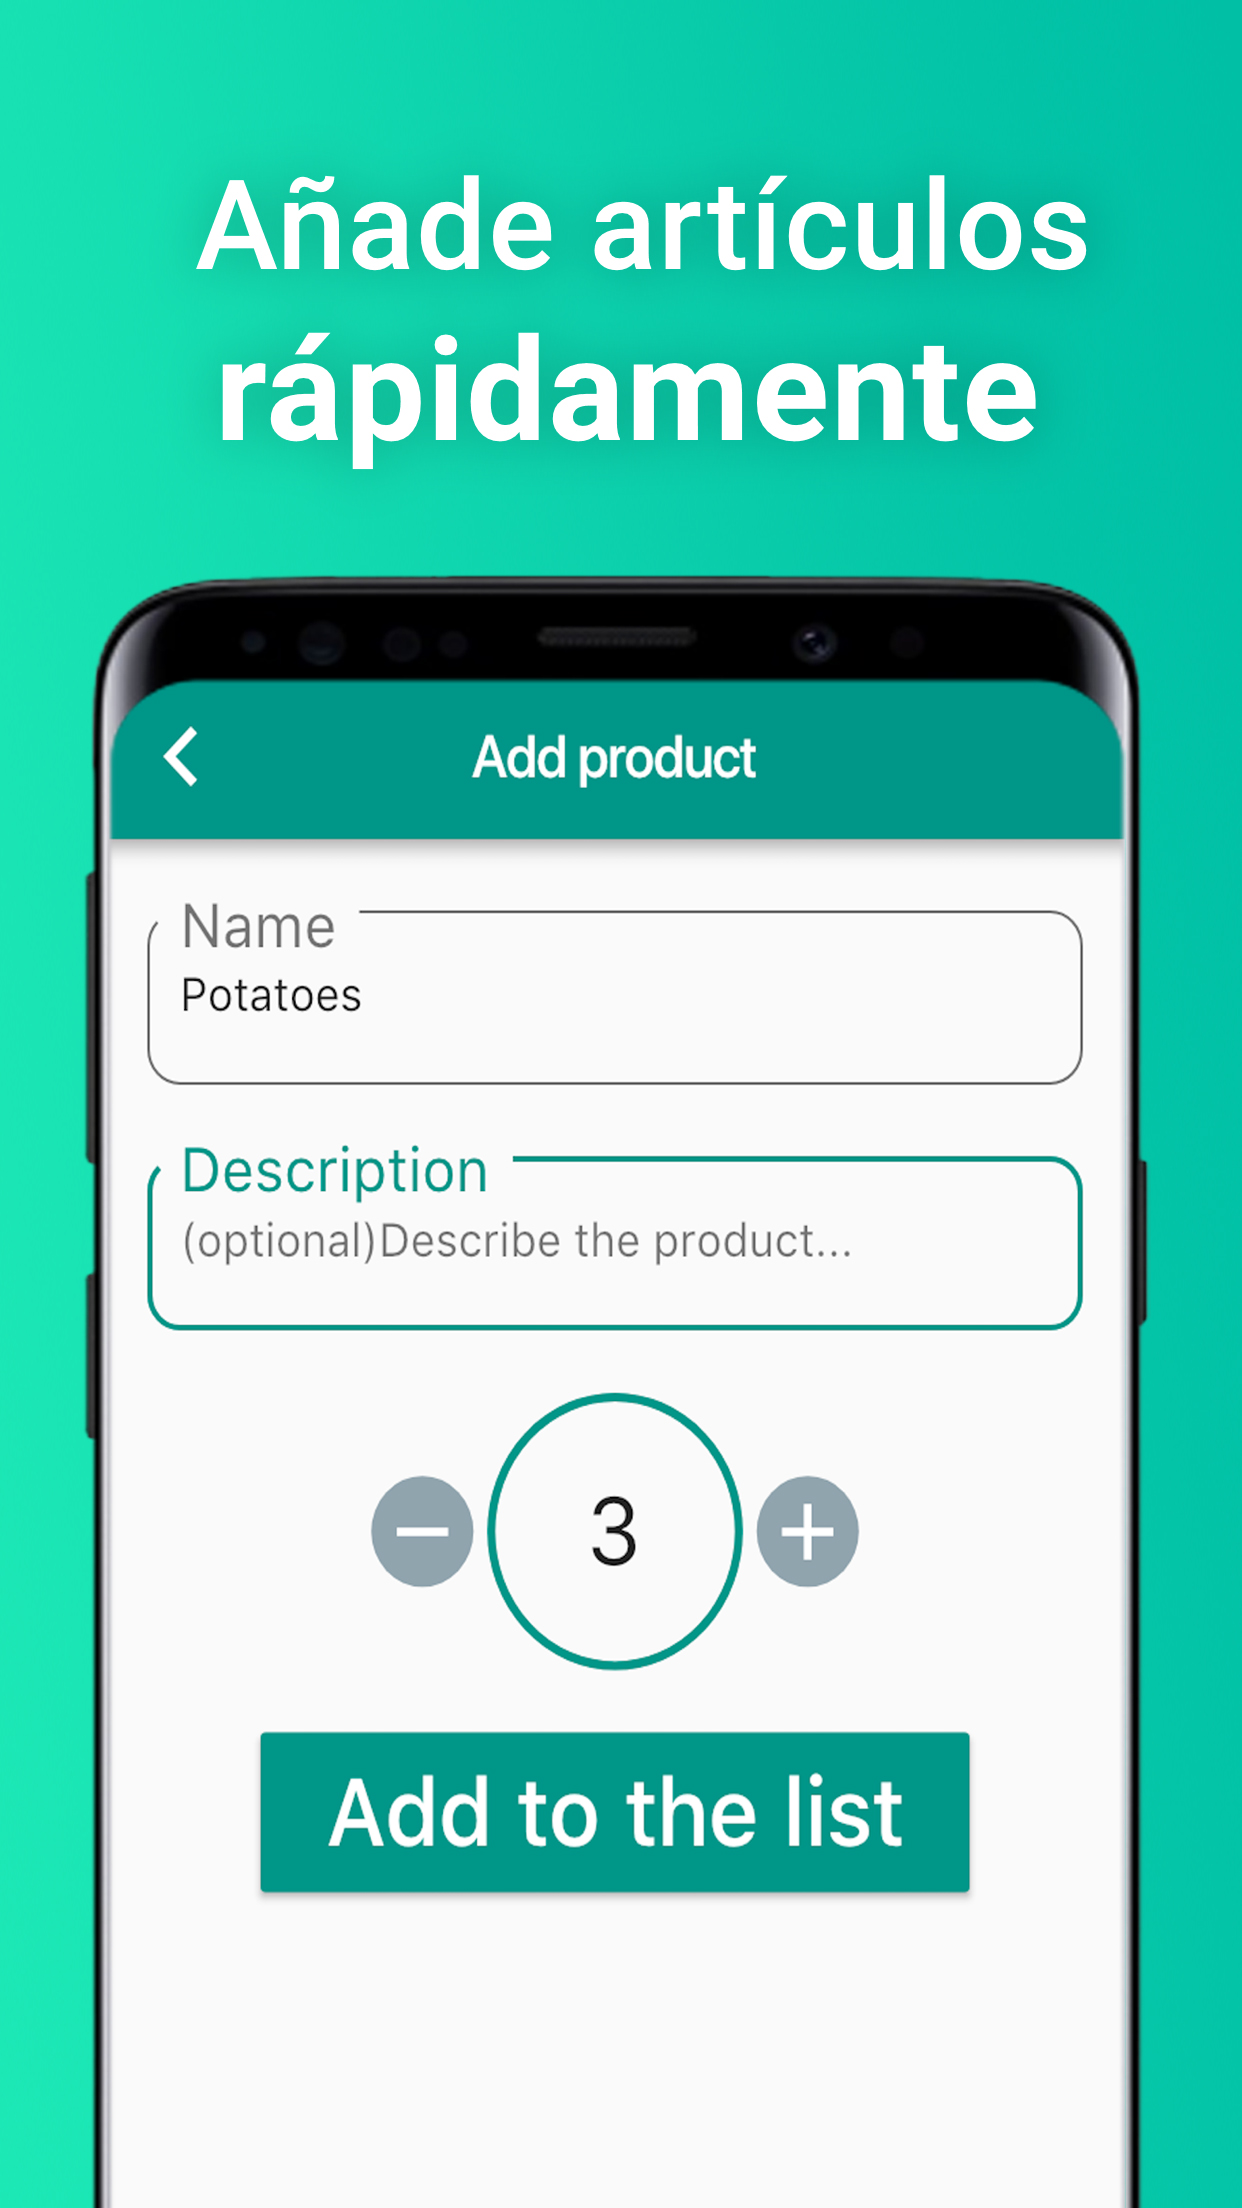 Añade artículos
rápidamente
Add product
Name
Potatoes
Description
(optional)Describe the product...
3
Add to the list